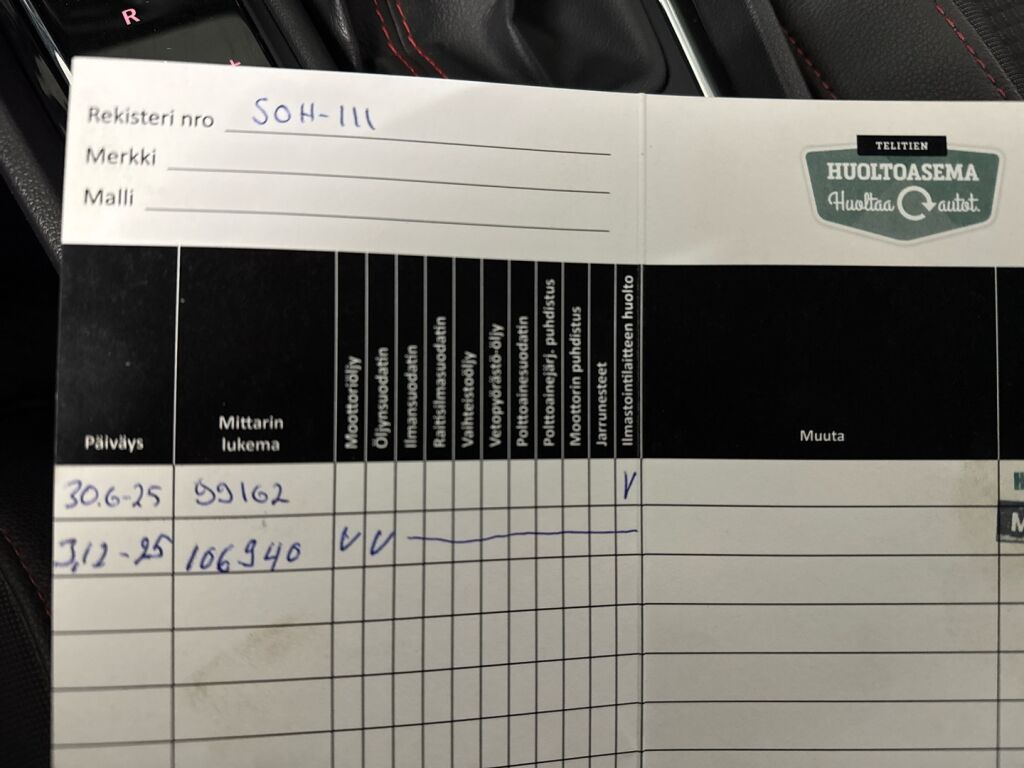 R
Rekisteri nro SOH-111
Merkki
Malli
TELITIEN
HUOLTOASEMA
Huoltaa autot.
Päiväys Mittarin lukema Moottoriöljy Öljynsuodatin Ilmansuodatin Raitisilmasuodatin Vaihteistoöljy Vetopyörästö-öljy Polttoainesuodatin Polttoainejärj. puhdistus Moottorin puhdistus Jarrunesteet Ilmastointilaitteen huolto Muuta
30.6-25 99162 V
3.12-25 106940 V V